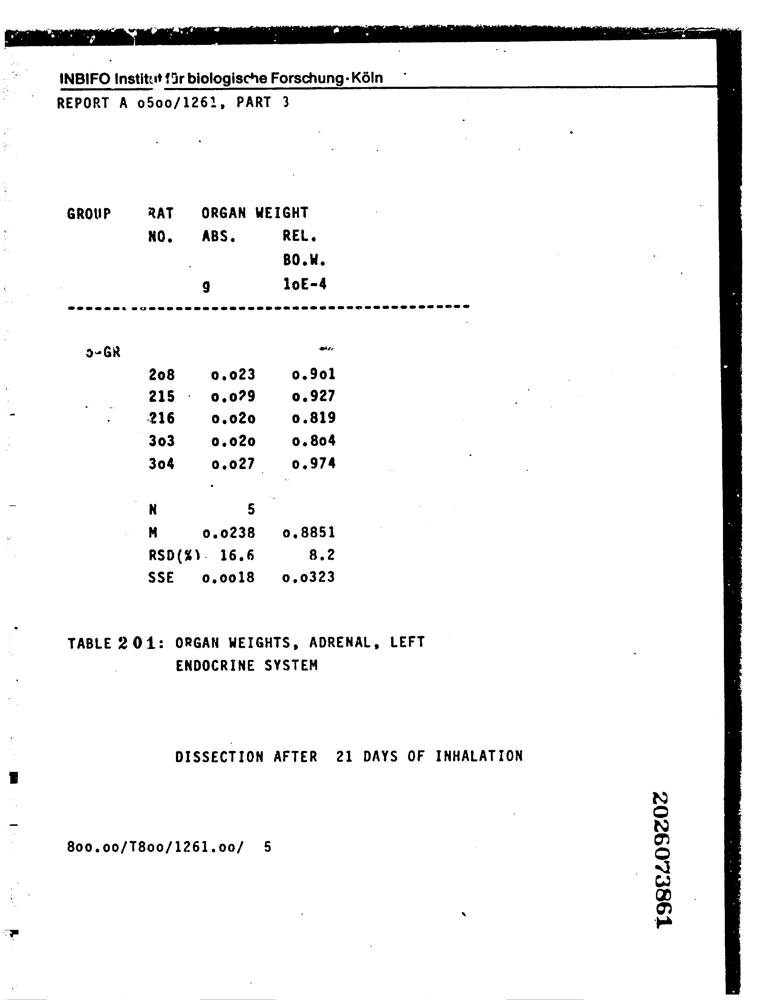 INBIFO Institut für biologische Forschung·Köln
REPORT A o5oo/1261, PART 3
GROUP RAT ORGAN WEIGHT
NO. ABS. REL.
BO.W.
g 1oE-4
2o8 o.o23 o.9o1
215 o.o29 o.927
216 o.o2o o.819
3o3 o.o2o o.8o4
3o4 o.o27 o.974
N 5
M o.o238 o.8851
RSD(%) 16.6 8.2
SSE o.oo18 o.o323
TABLE 201: ORGAN WEIGHTS, ADRENAL, LEFT
ENDOCRINE SYSTEM
DISSECTION AFTER 21 DAYS OF INHALATION
8oo.oo/T8oo/1261.oo/ 5
2026073861